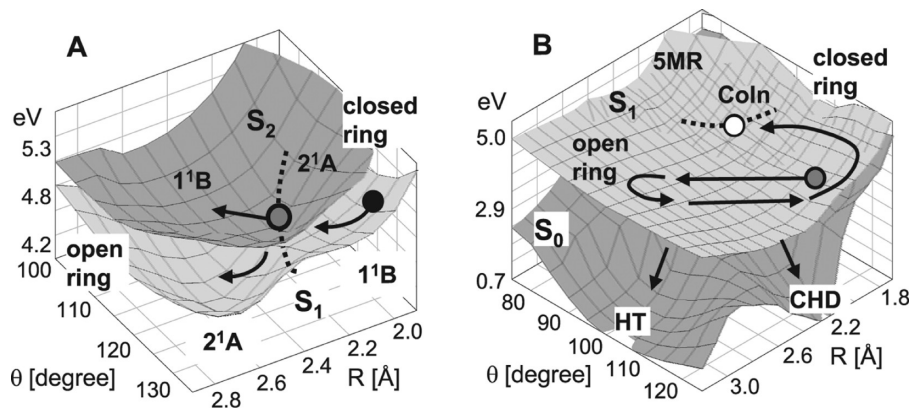 A
eV
5.3
4.8
4.2
100
110
120
130
θ [degree]
2.8
2.6
2.4
2.2
2.0
R [Å]
S2
2¹A
1¹B
closed
ring
open
ring
S1
1¹B
2¹A
B
eV
5.0
2.9
0.7
80
90
100
110
120
θ [degree]
3.0
2.6
2.2
1.8
R [Å]
5MR
closed
ring
S1
CoIn
open
ring
S0
HT
CHD